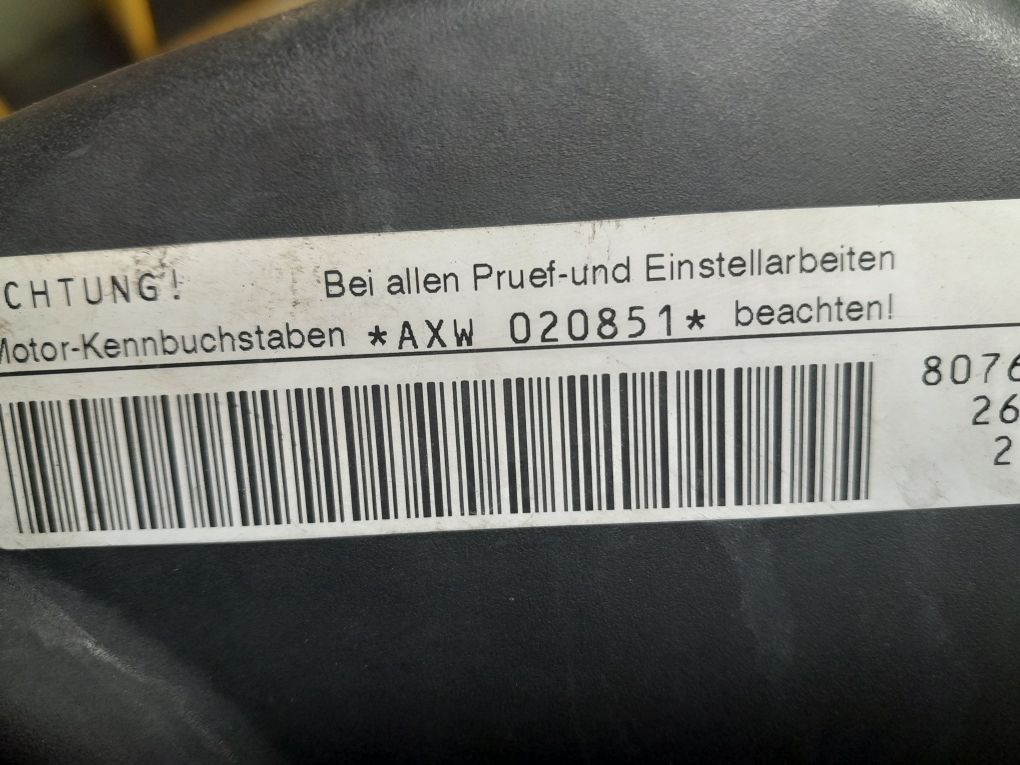 CHTUNG! Bei allen Pruef-und Einstellarbeiten
Motor-Kennbuchstaben *AXW 020851* beachten!
8076
26
2